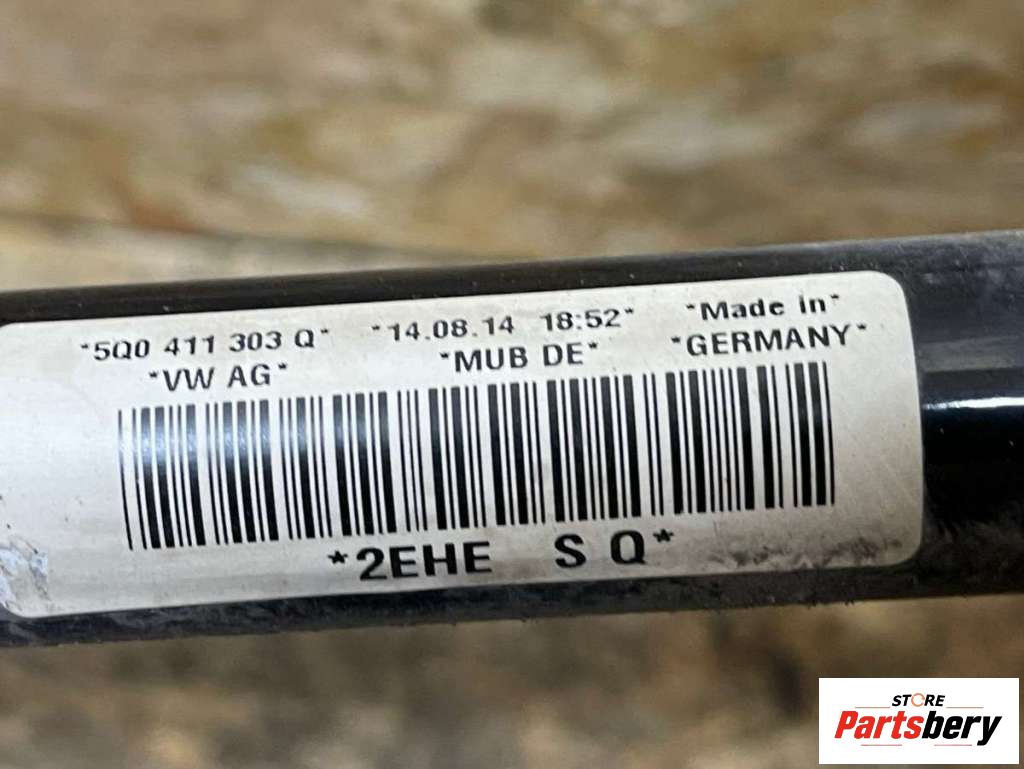 *5Q0 411 303 Q* *14.08.14 18:52* *Made in*
*VW AG* *MUB DE* *GERMANY*
*2EHE S Q*
STORE
Partsbery